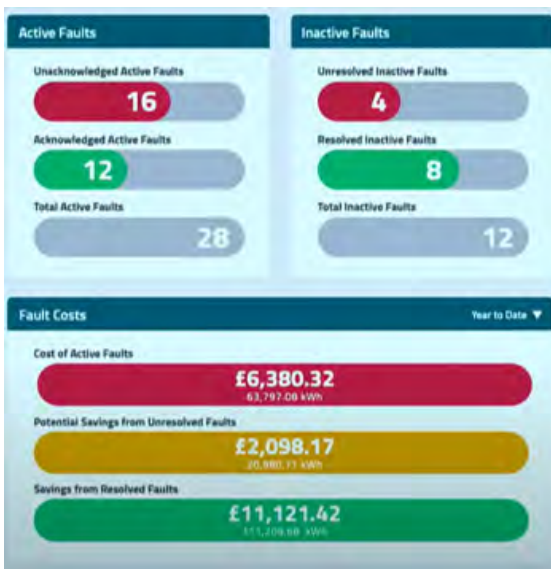 Active Faults
Unacknowledged Active Faults
16
Acknowledged Active Faults
12
Total Active Faults
28
Inactive Faults
Unresolved Inactive Faults
4
Resolved Inactive Faults
8
Total Inactive Faults
12
Fault Costs
Year to Date
Cost of Active Faults
£6,380.32
63,797.08 kWh
Potential Savings from Unresolved Faults
£2,098.17
kWh
Savings from Resolved Faults
£11,121.42
kWh